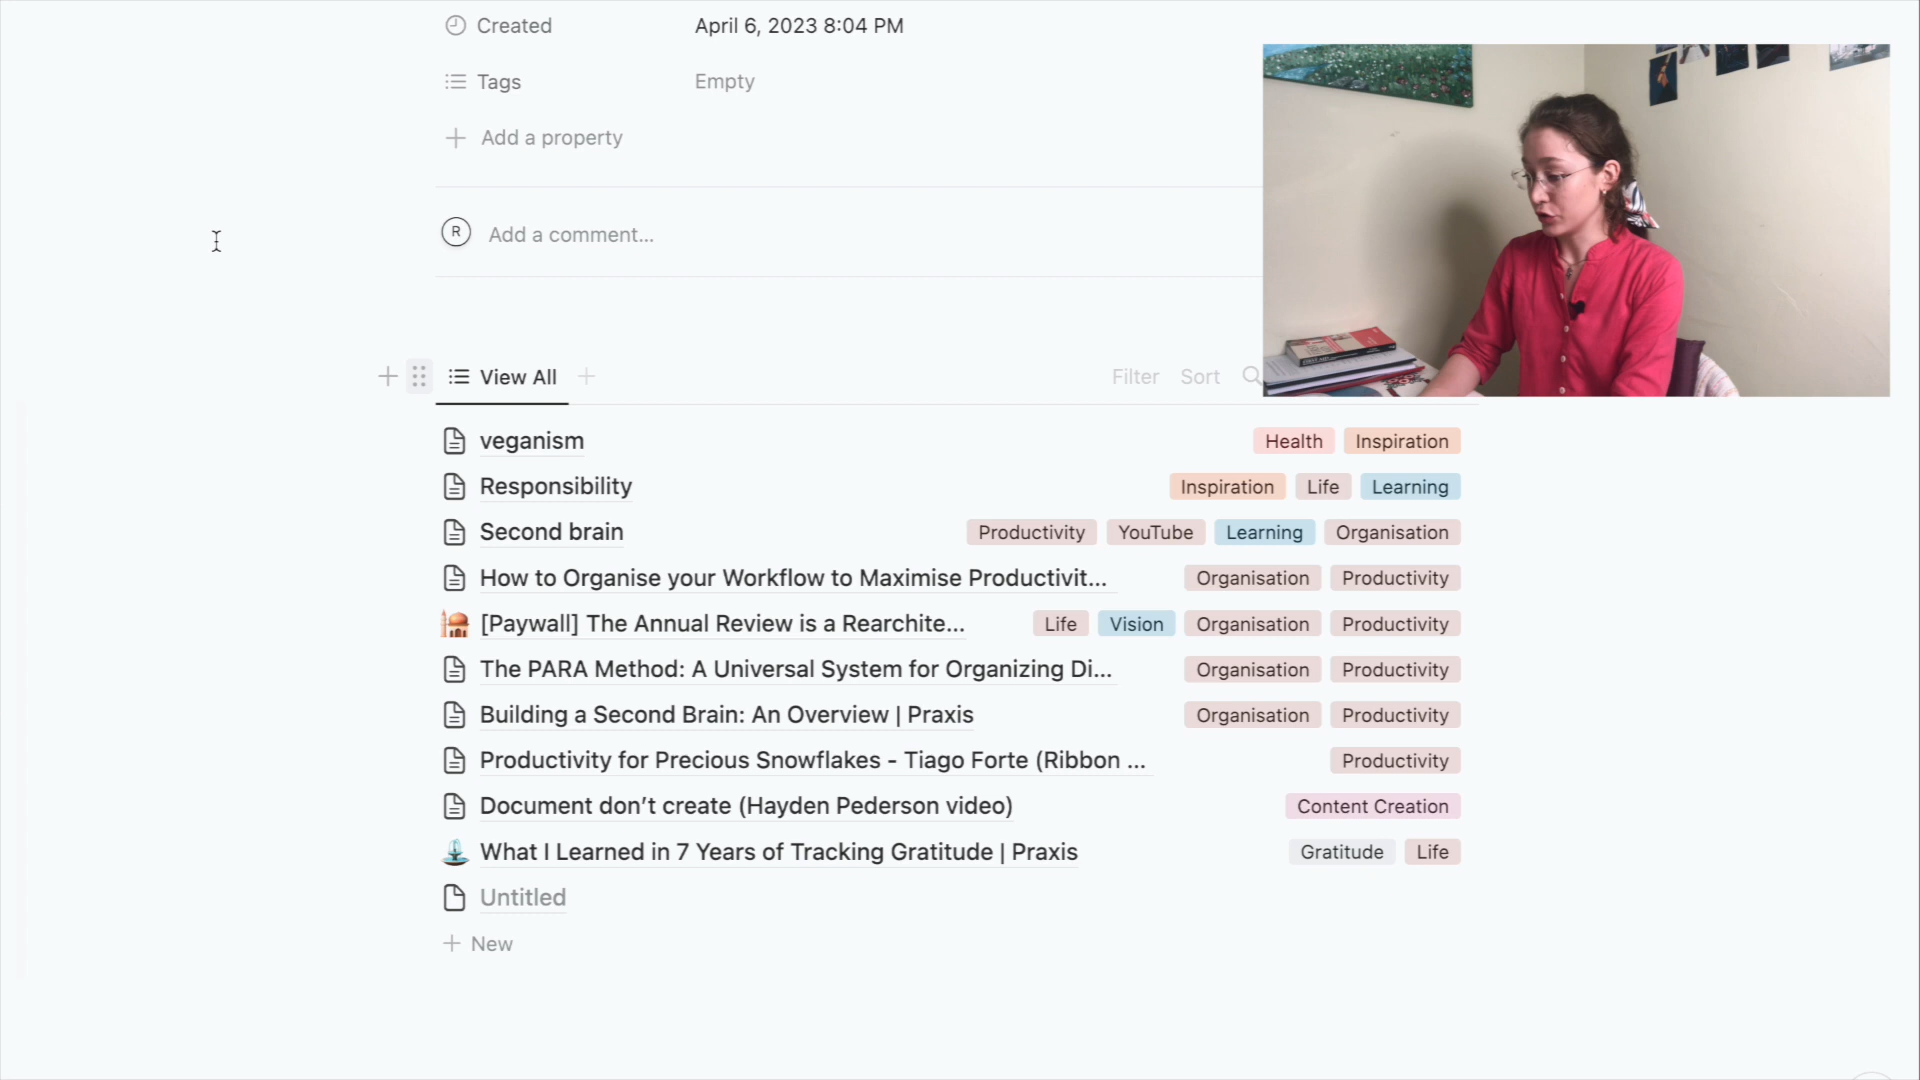 Created April 6, 2023 8:04 PM
Tags Empty
Add a property
R Add a comment...
View All Filter Sort
veganism Health Inspiration
Responsibility Inspiration Life Learning
Second brain Productivity YouTube Learning Organisation
How to Organise your Workflow to Maximise Productivit... Organisation Productivity
[Paywall] The Annual Review is a Rearchite... Life Vision Organisation Productivity
The PARA Method: A Universal System for Organizing Di... Organisation Productivity
Building a Second Brain: An Overview | Praxis Organisation Productivity
Productivity for Precious Snowflakes - Tiago Forte (Ribbon ... Productivity
Document don't create (Hayden Pederson video) Content Creation
What I Learned in 7 Years of Tracking Gratitude | Praxis Gratitude Life
Untitled
New